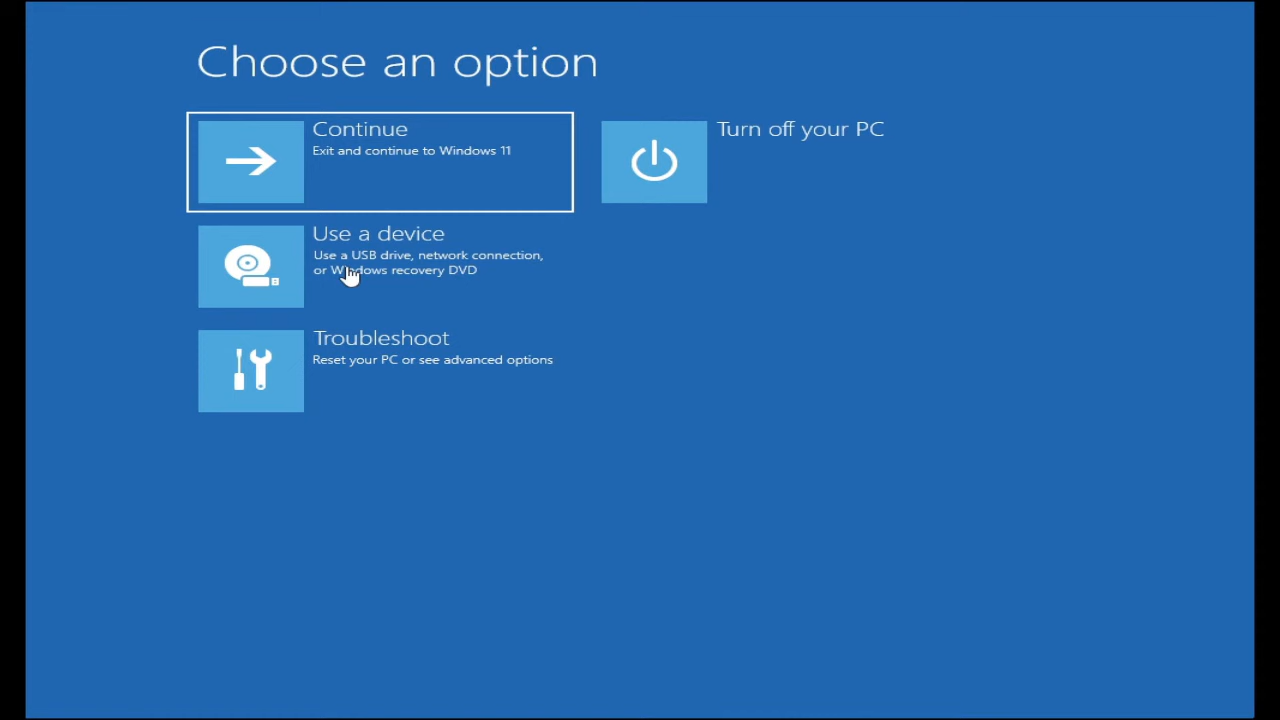 Choose an option
Continue
Exit and continue to Windows 11
Use a device
Use a USB drive, network connection,
or Windows recovery DVD
Troubleshoot
Reset your PC or see advanced options
Turn off your PC